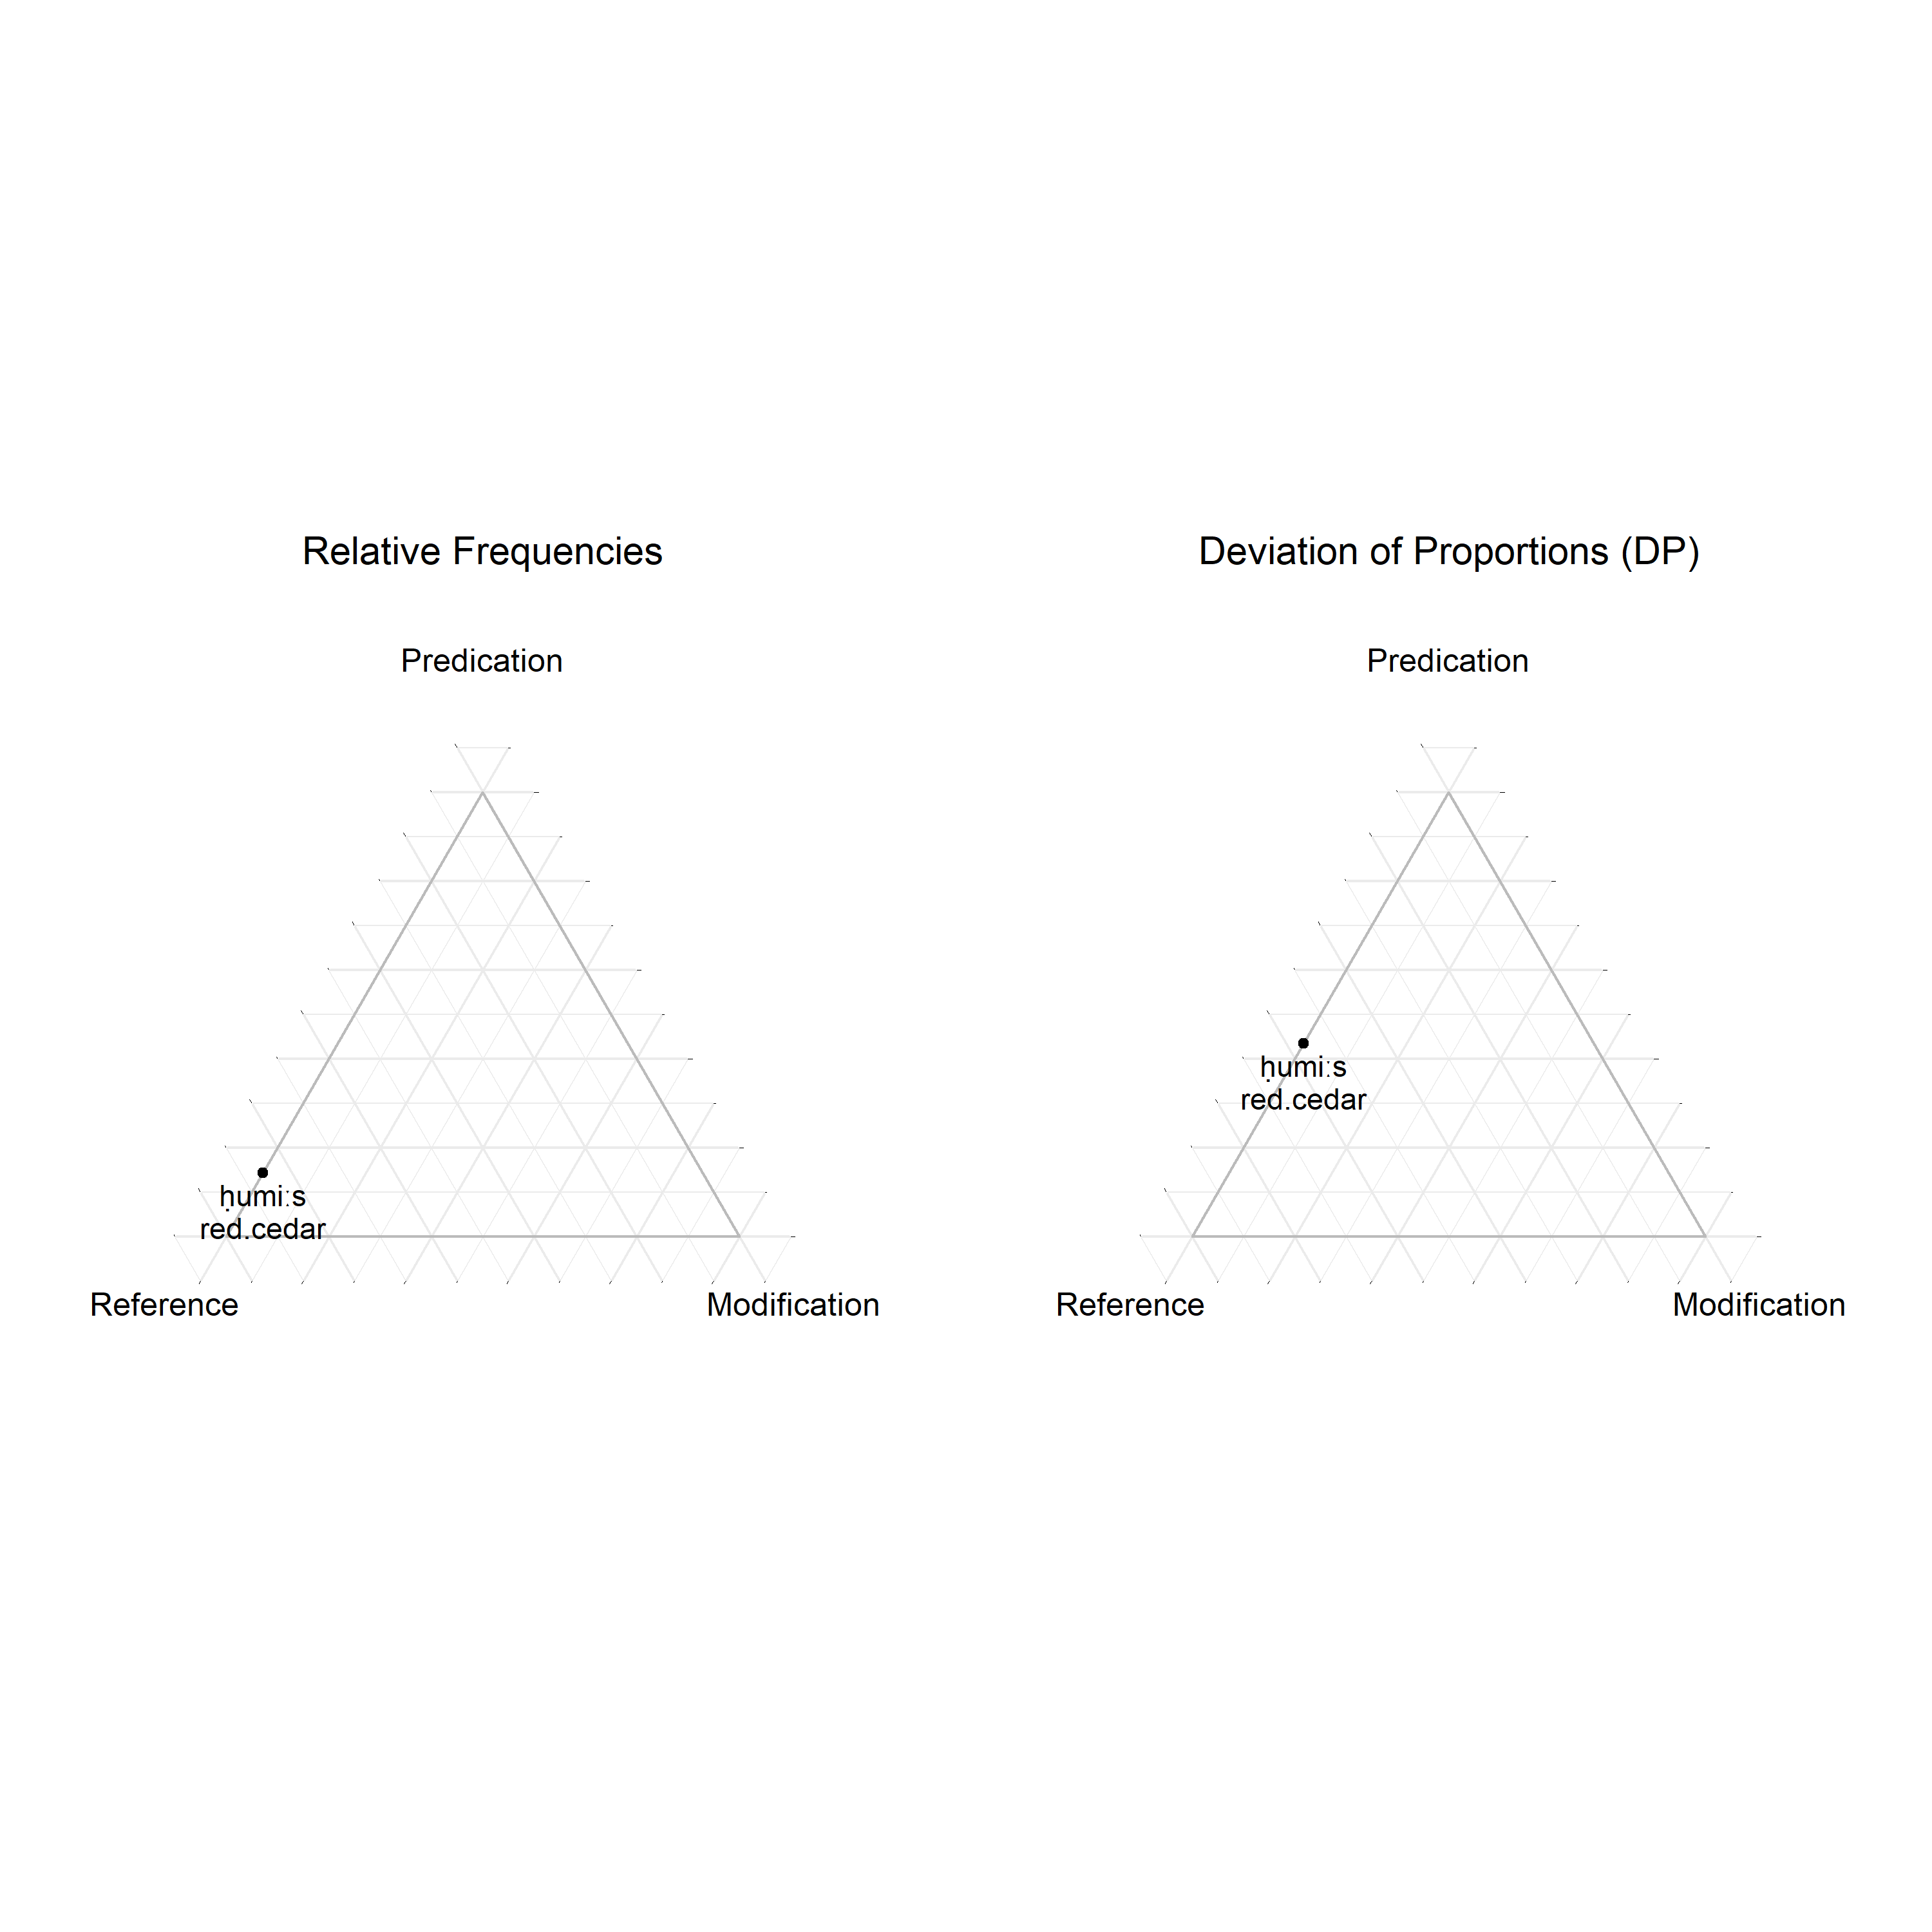 Relative Frequencies
Predication
ḥumiːs
red.cedar
Reference
Modification
Deviation of Proportions (DP)
Predication
ḥumiːs
red.cedar
Reference
Modification